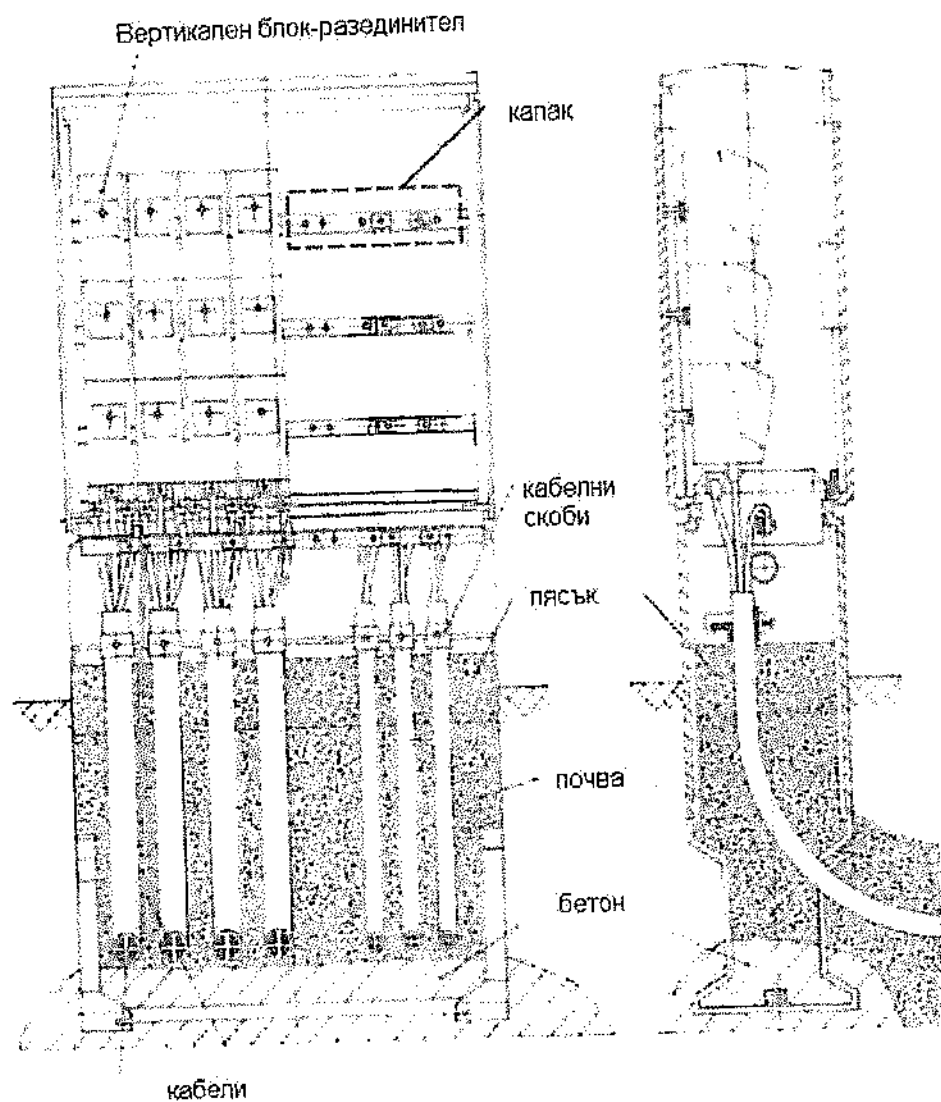 Вертикален блок-разединител
капак
кабелни
скоби
пясък
почва
бетон
кабели